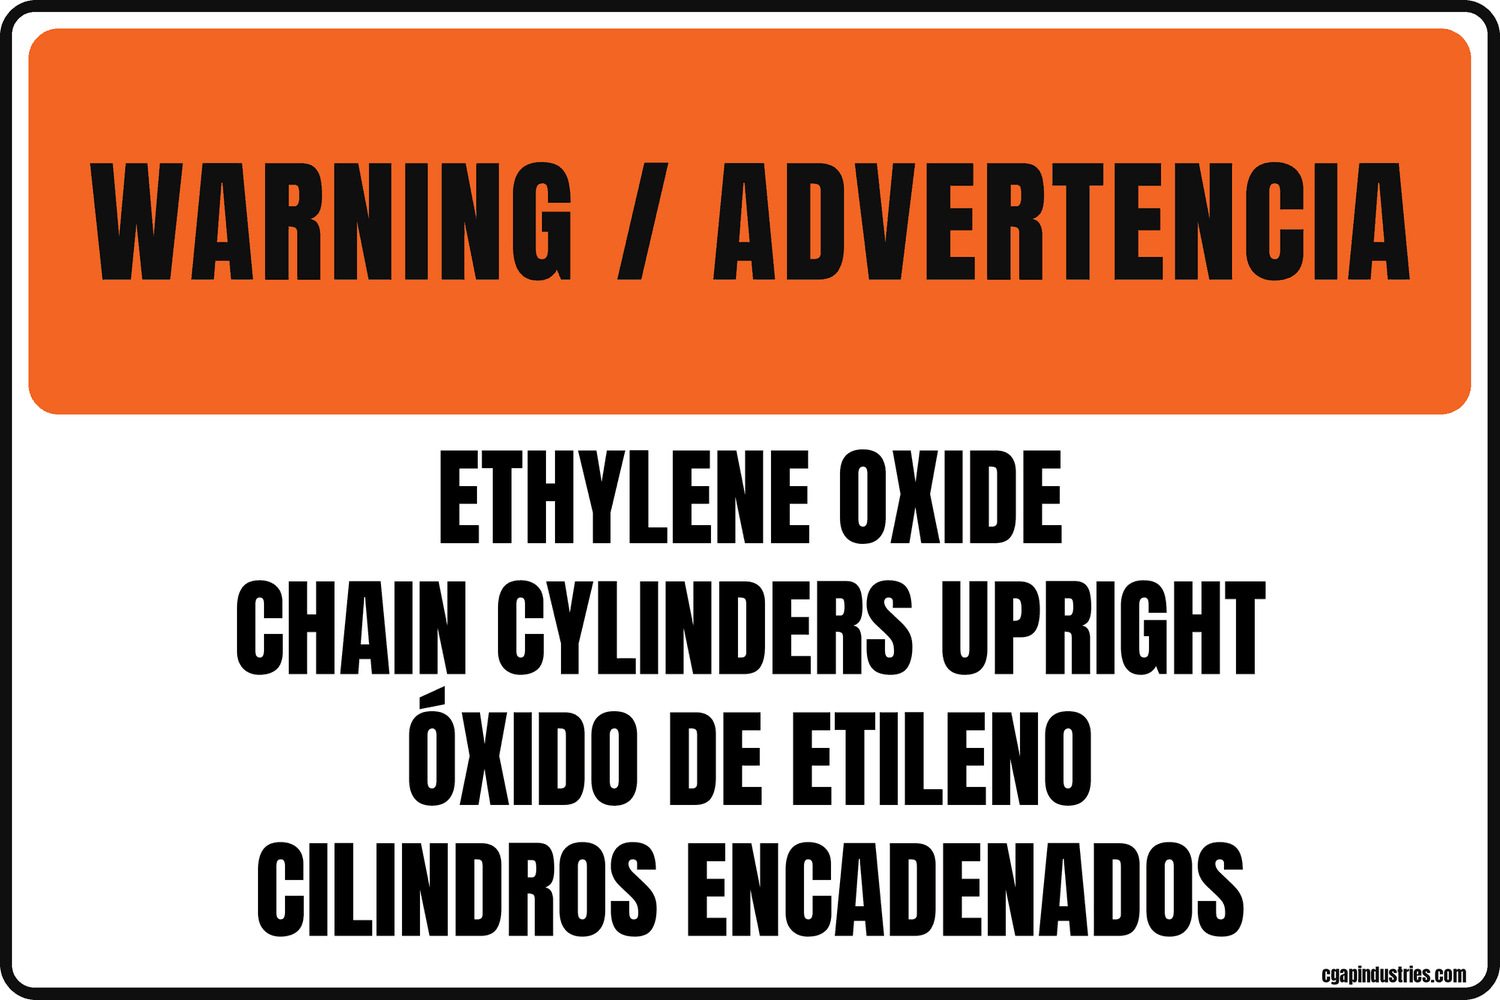 WARNING / ADVERTENCIA
ETHYLENE OXIDE
CHAIN CYLINDERS UPRIGHT
ÓXIDO DE ETILENO
CILINDROS ENCADENADOS
cgapindustries.com